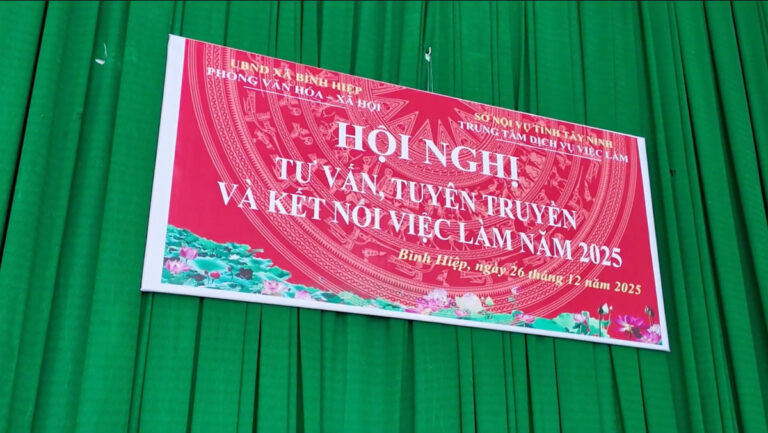 UBND XÃ BÌNH HIỆP
PHÒNG VĂN HÓA - XÃ HỘI
SỞ NỘI VỤ TỈNH TÂY NINH
TRUNG TÂM DỊCH VỤ VIỆC LÀM
HỘI NGHỊ
TƯ VẤN, TUYÊN TRUYỀN
VÀ KẾT NỐI VIỆC LÀM NĂM 2025
Bình Hiệp, ngày 26 tháng 12 năm 2025